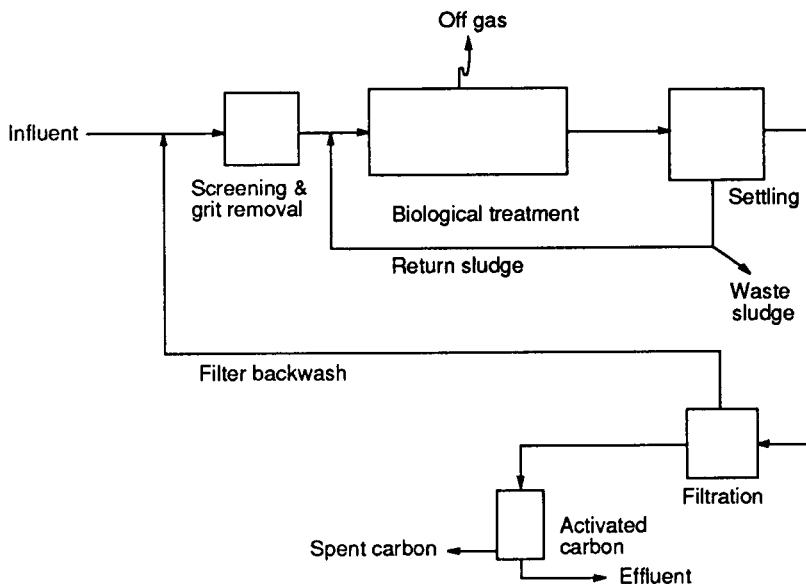 Off gas
Influent
Screening &
grit removal
Biological treatment
Settling
Return sludge
Waste
sludge
Filter backwash
Filtration
Activated
carbon
Spent carbon
Effluent